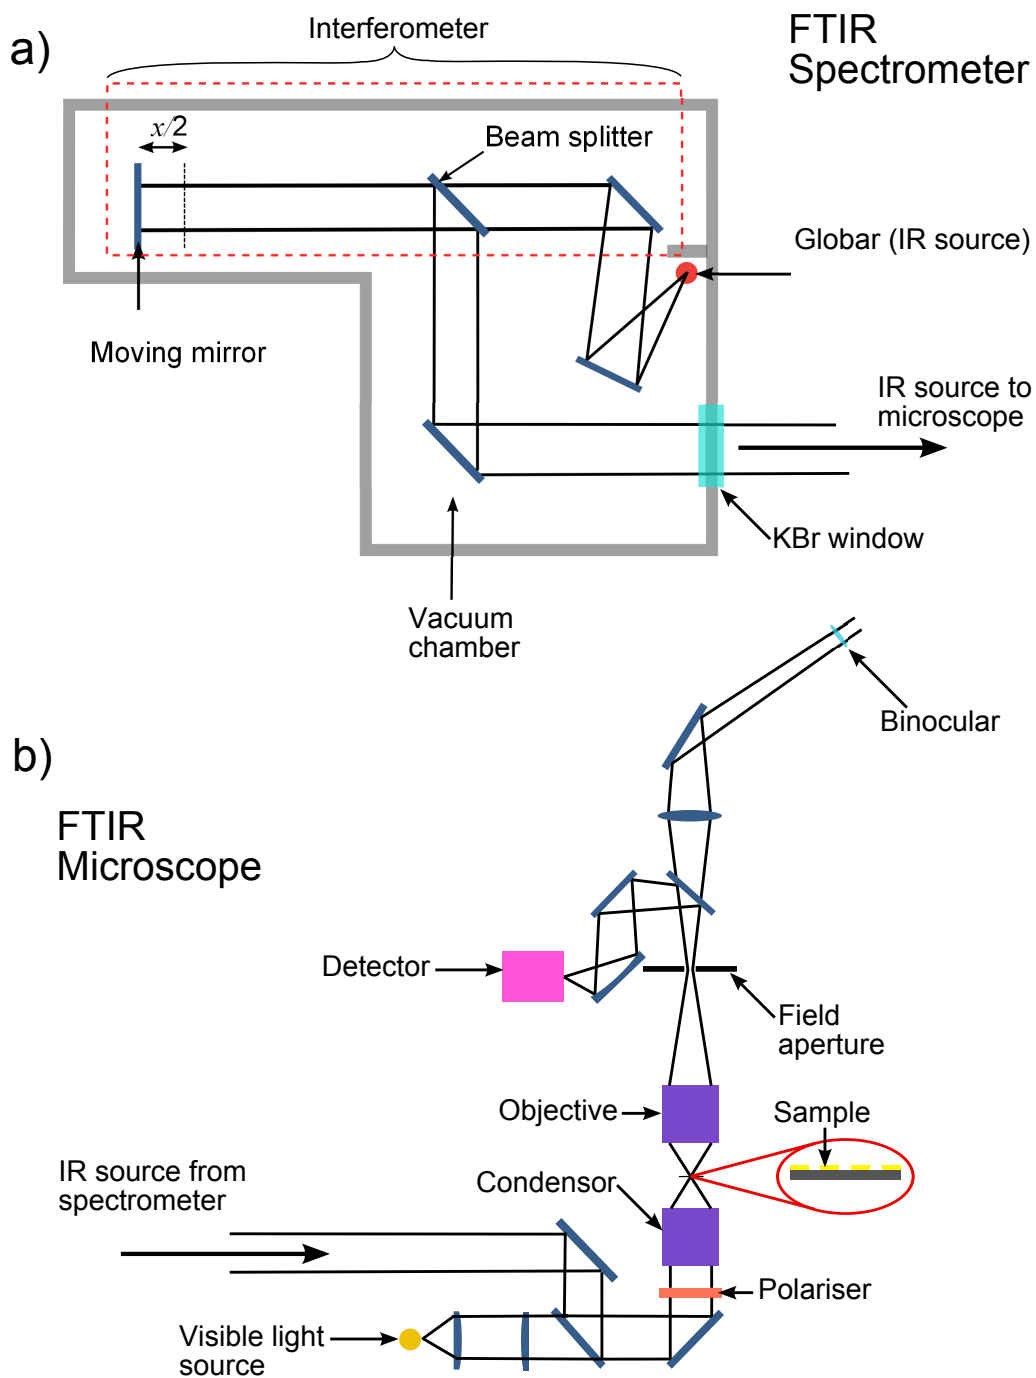 a)
Interferometer
FTIR
Spectrometer
x/2
Beam splitter
Globar (IR source)
Moving mirror
IR source to
microscope
KBr window
Vacuum
chamber
Binocular
b)
FTIR
Microscope
Detector
Field
aperture
Objective
Sample
IR source from
spectrometer
Condensor
Polariser
Visible light
source